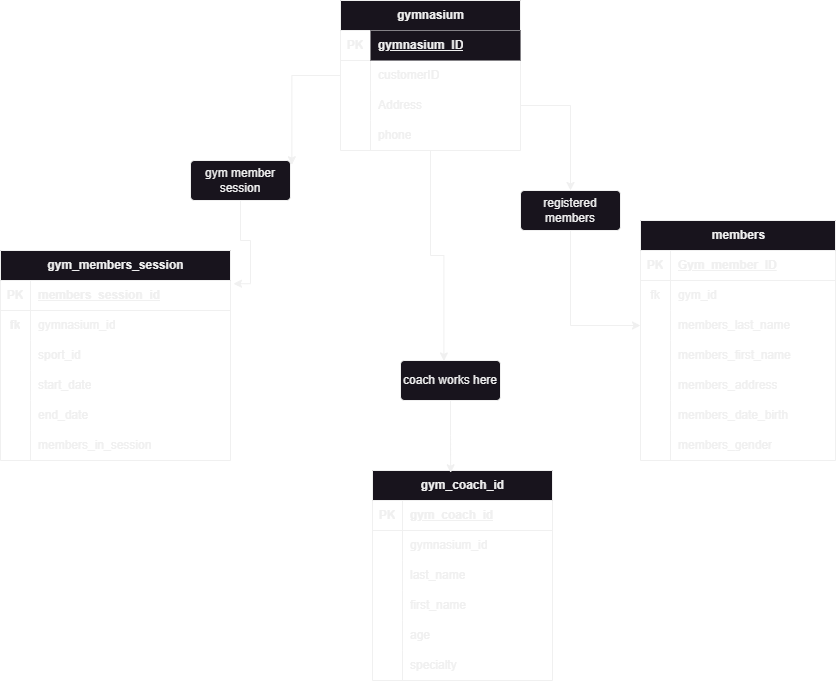 gymnasium
PK gymnasium_ID
customerID
Address
phone
gym member
session
registered
members
gym_members_session
PK members_session_id
fk gymnasium_id
sport_id
start_date
end_date
members_in_session
members
PK Gym_member_ID
fk gym_id
members_last_name
members_first_name
members_address
members_date_birth
members_gender
coach works here
gym_coach_id
PK gym_coach_id
gymnasium_id
last_name
first_name
age
specialty